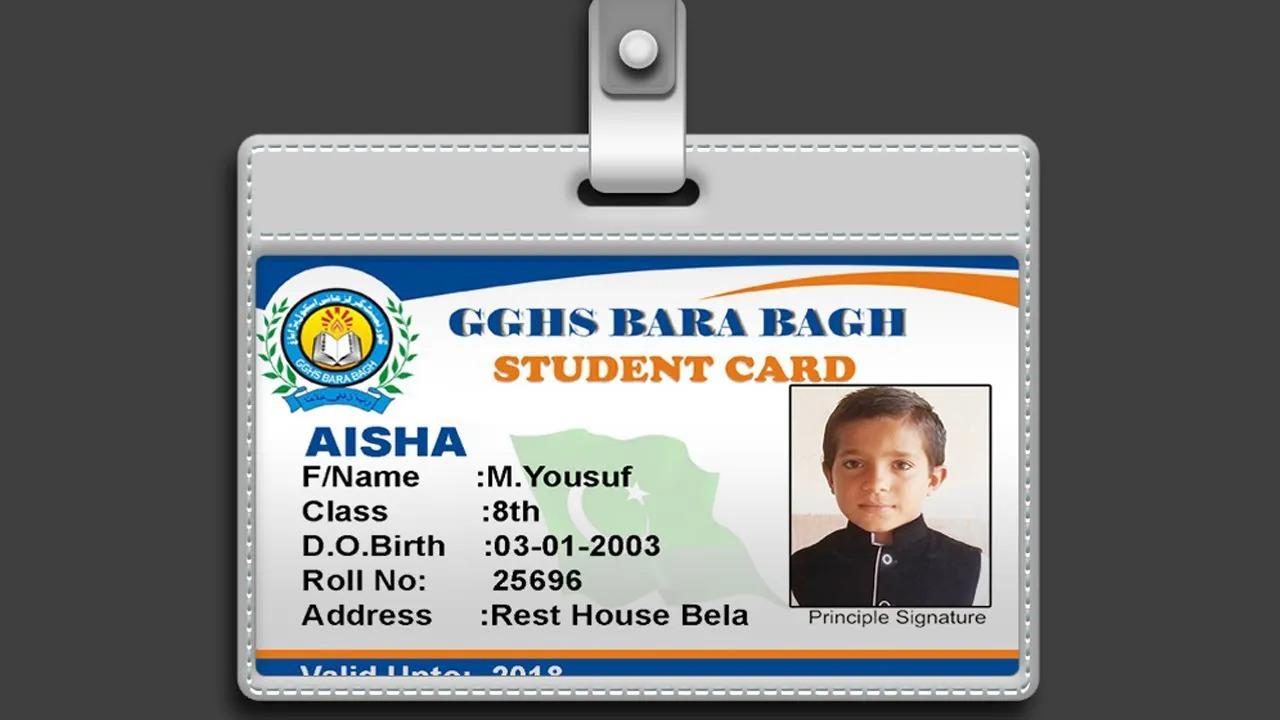 GGHS BARA BAGH
STUDENT CARD
GGHS BARA BAGH
AISHA
F/Name :M.Yousuf
Class :8th
D.O.Birth :03-01-2003
Roll No: 25696
Address :Rest House Bela
Principle Signature
Valid Upto: 2018